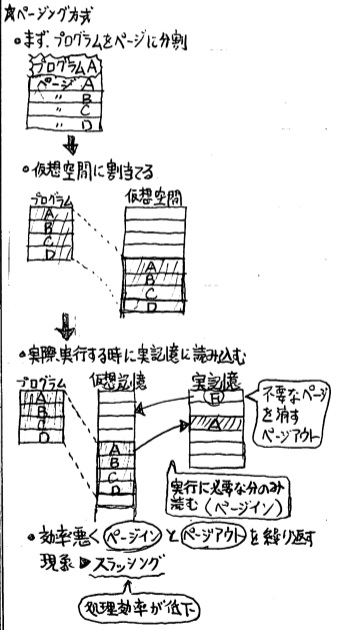 ☆ページング方式
•まず、プログラムをページに分割
プログラムA
ページ A
〃 B
〃 C
〃 D
•仮想空間に割当てる
プログラム 仮想空間
A
B
C
D
A
B
C
D
•実際、実行する時に実記憶に読み込む
プログラム 仮想記憶 実記憶
A
B
C
D
A
B
C
D
E
A
不要なページ
を消す
ページアウト
実行に必要な分のみ
読む(ページイン)
•効率悪く ページイン と ページアウト を繰り返す
現象▶スラッシング
処理効率が低下